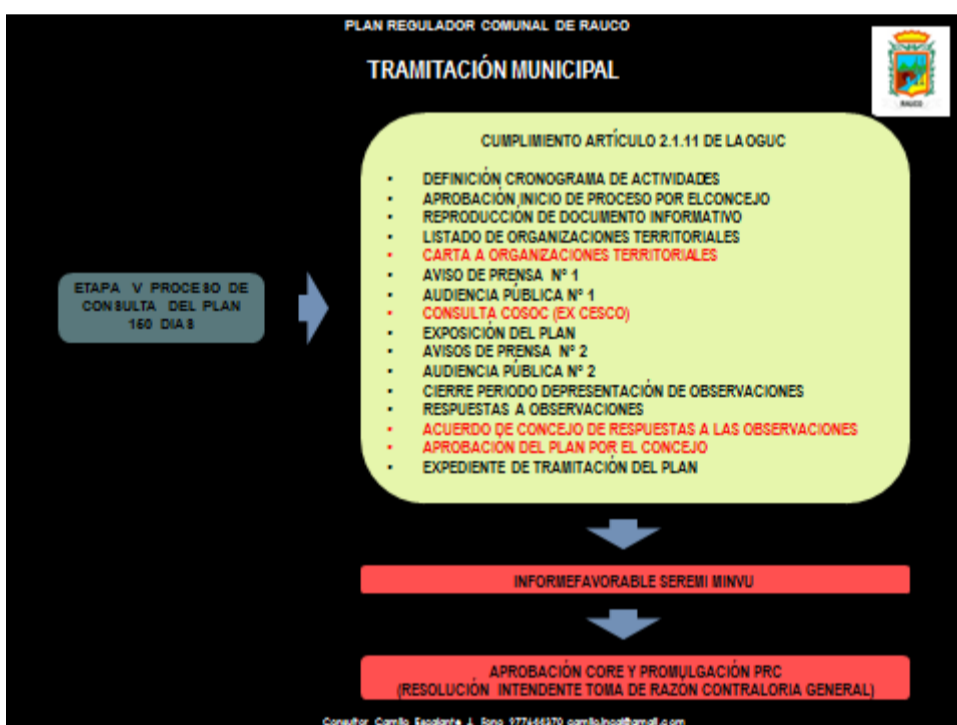 PLAN REGULADOR COMUNAL DE RAUCO
TRAMITACIÓN MUNICIPAL
RAUCO
CUMPLIMIENTO ARTÍCULO 2.1.11 DE LA OGUC
▪ DEFINICIÓN CRONOGRAMA DE ACTIVIDADES
▪ APROBACIÓN INICIO DE PROCESO POR ELCONCEJO
▪ REPRODUCCIÓN DE DOCUMENTO INFORMATIVO
▪ LISTADO DE ORGANIZACIONES TERRITORIALES
▪ CARTA A ORGANIZACIONES TERRITORIALES
▪ AVISO DE PRENSA Nº 1
▪ AUDIENCIA PÚBLICA Nº 1
▪ CONSULTA COSOC (EX CESCO)
▪ EXPOSICIÓN DEL PLAN
▪ AVISOS DE PRENSA Nº 2
▪ AUDIENCIA PÚBLICA Nº 2
▪ CIERRE PERIODO DEPRESENTACIÓN DE OBSERVACIONES
▪ RESPUESTAS A OBSERVACIONES
▪ ACUERDO DE CONCEJO DE RESPUESTAS A LAS OBSERVACIONES
▪ APROBACIÓN DEL PLAN POR EL CONCEJO
▪ EXPEDIENTE DE TRAMITACIÓN DEL PLAN
ETAPA V PROCESO DE
CONSULTA DEL PLAN
150 DIAS
INFORMEFAVORABLE SEREMI MINVU
APROBACIÓN CORE Y PROMULGACIÓN PRC
(RESOLUCIÓN INTENDENTE TOMA DE RAZÓN CONTRALORIA GENERAL)
Consultor Camilo Escalante